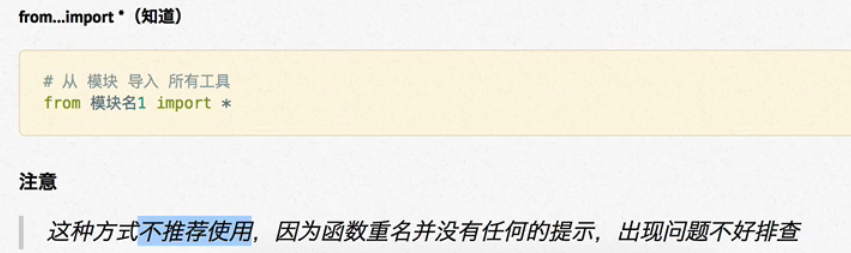 from...import *（知道）
# 从 模块 导入 所有工具
from 模块名1 import *
注意
这种方式不推荐使用，因为函数重名并没有任何的提示，出现问题不好排查